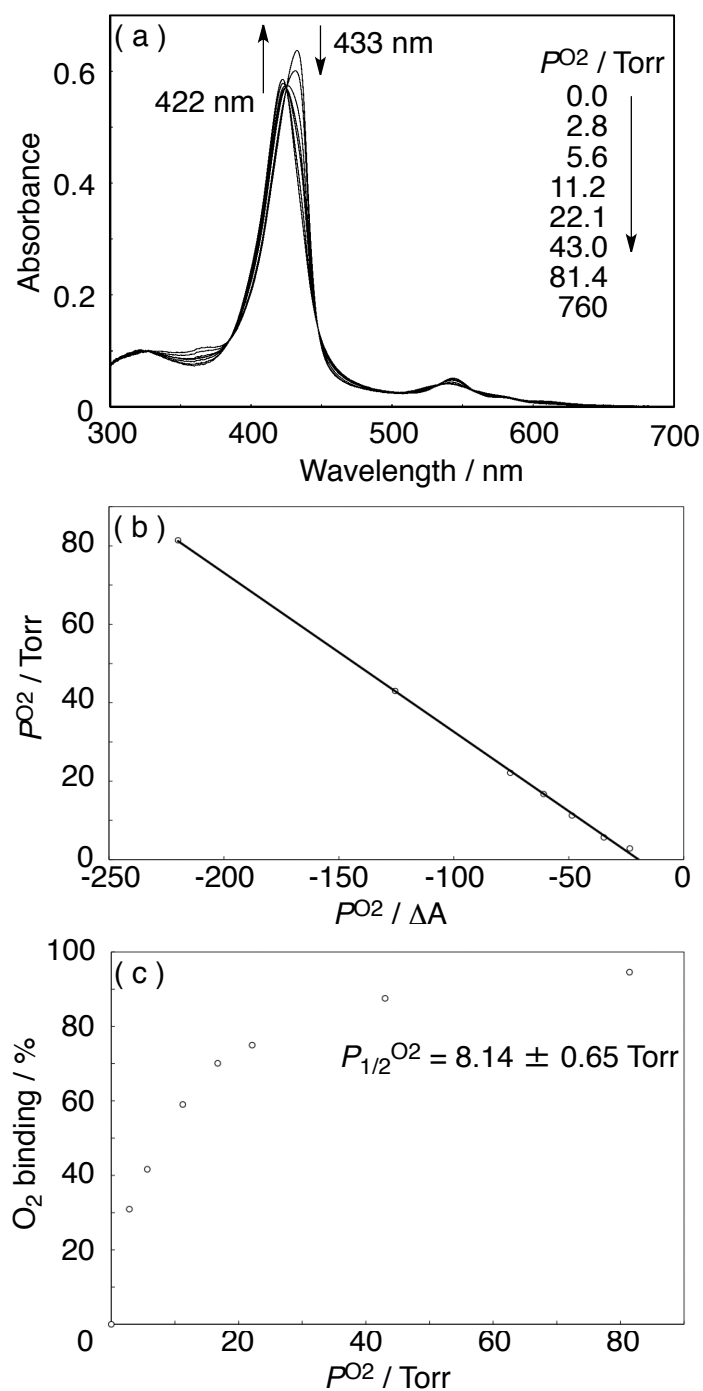 ( a )
433 nm
422 nm
P^O2 / Torr
0.0
2.8
5.6
11.2
22.1
43.0
81.4
760
0.6
0.4
0.2
0
Absorbance
300 400 500 600 700
Wavelength / nm
( b )
80
60
40
20
0
P^O2 / Torr
-250 -200 -150 -100 -50 0
P^O2 / ΔA
( c )
100
80
60
40
20
0
O₂ binding / %
P₁/₂^O2 = 8.14 ± 0.65 Torr
20 40 60 80
P^O2 / Torr